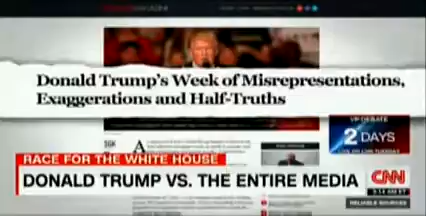 Donald Trump's Week of Misrepresentations,
Exaggerations and Half-Truths
VP DEBATE
2
DAYS
RACE FOR THE WHITE HOUSE
DONALD TRUMP VS. THE ENTIRE MEDIA
CNN
RELIABLE SOURCES